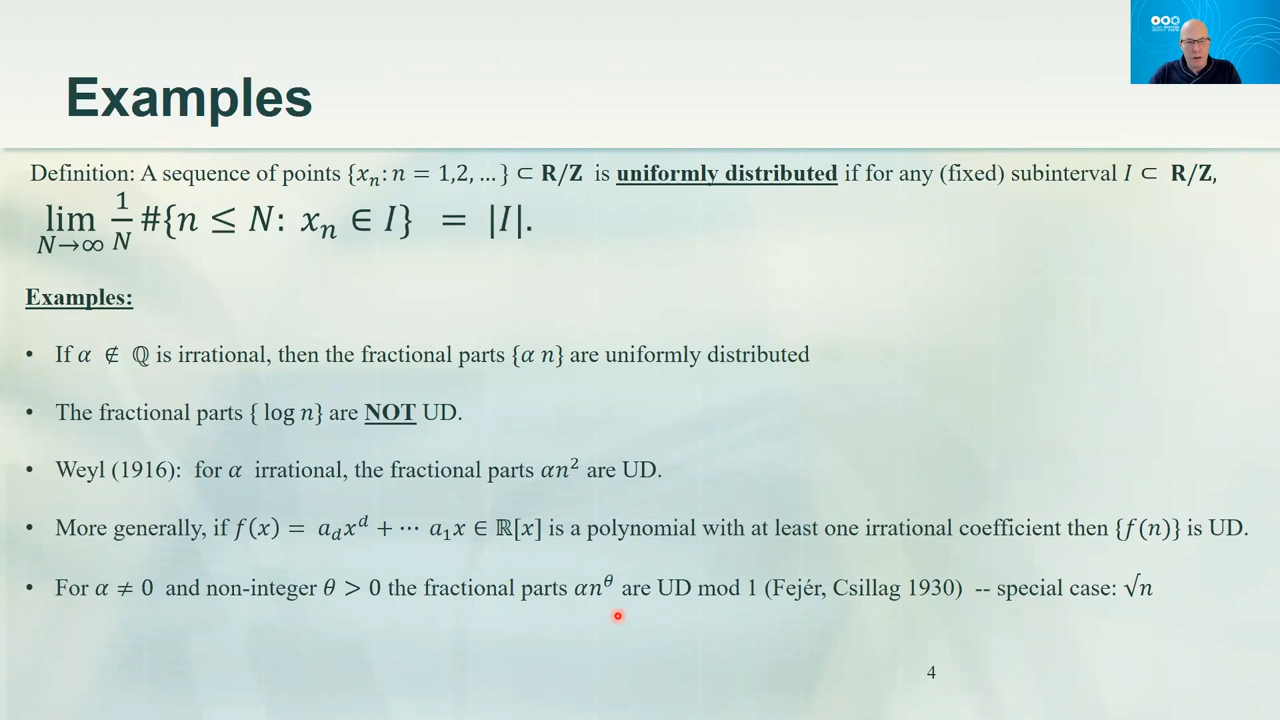 Examples
Definition: A sequence of points {xₙ: n = 1,2, …} ⊂ R/Z is uniformly distributed if for any (fixed) subinterval I ⊂ R/Z,
lim_{N→∞} 1/N #{n ≤ N: xₙ ∈ I} = |I|.
Examples:
• If α ∉ ℚ is irrational, then the fractional parts {α n} are uniformly distributed
• The fractional parts { log n} are NOT UD.
• Weyl (1916): for α irrational, the fractional parts αn² are UD.
• More generally, if f(x) = a_d x^d + ⋯ a₁x ∈ ℝ[x] is a polynomial with at least one irrational coefficient then {f(n)} is UD.
• For α ≠ 0 and non-integer θ > 0 the fractional parts αn^θ are UD mod 1 (Fejér, Csillag 1930) -- special case: √n
4